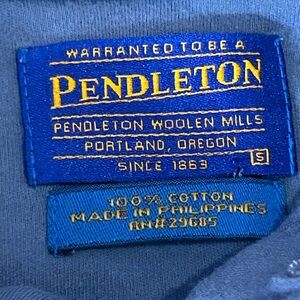 WARRANTED TO BE A
PENDLETON
PENDLETON WOOLEN MILLS
PORTLAND, OREGON
SINCE 1863
S
100% COTTON
MADE IN PHILIPPINES
RN#29685